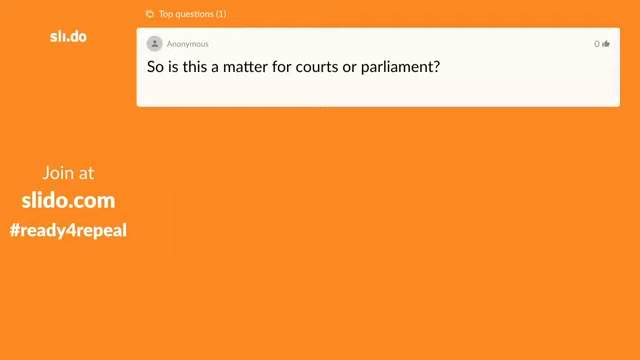 Top questions (1)
sli.do
Anonymous
0
So is this a matter for courts or parliament?
Join at
slido.com
#ready4repeal